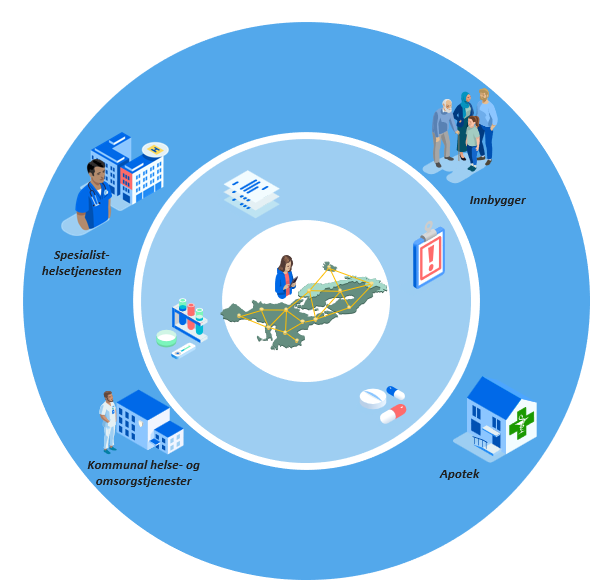 Innbygger
Spesialist-
helsetjenesten
Kommunal helse- og
omsorgstjenester
Apotek